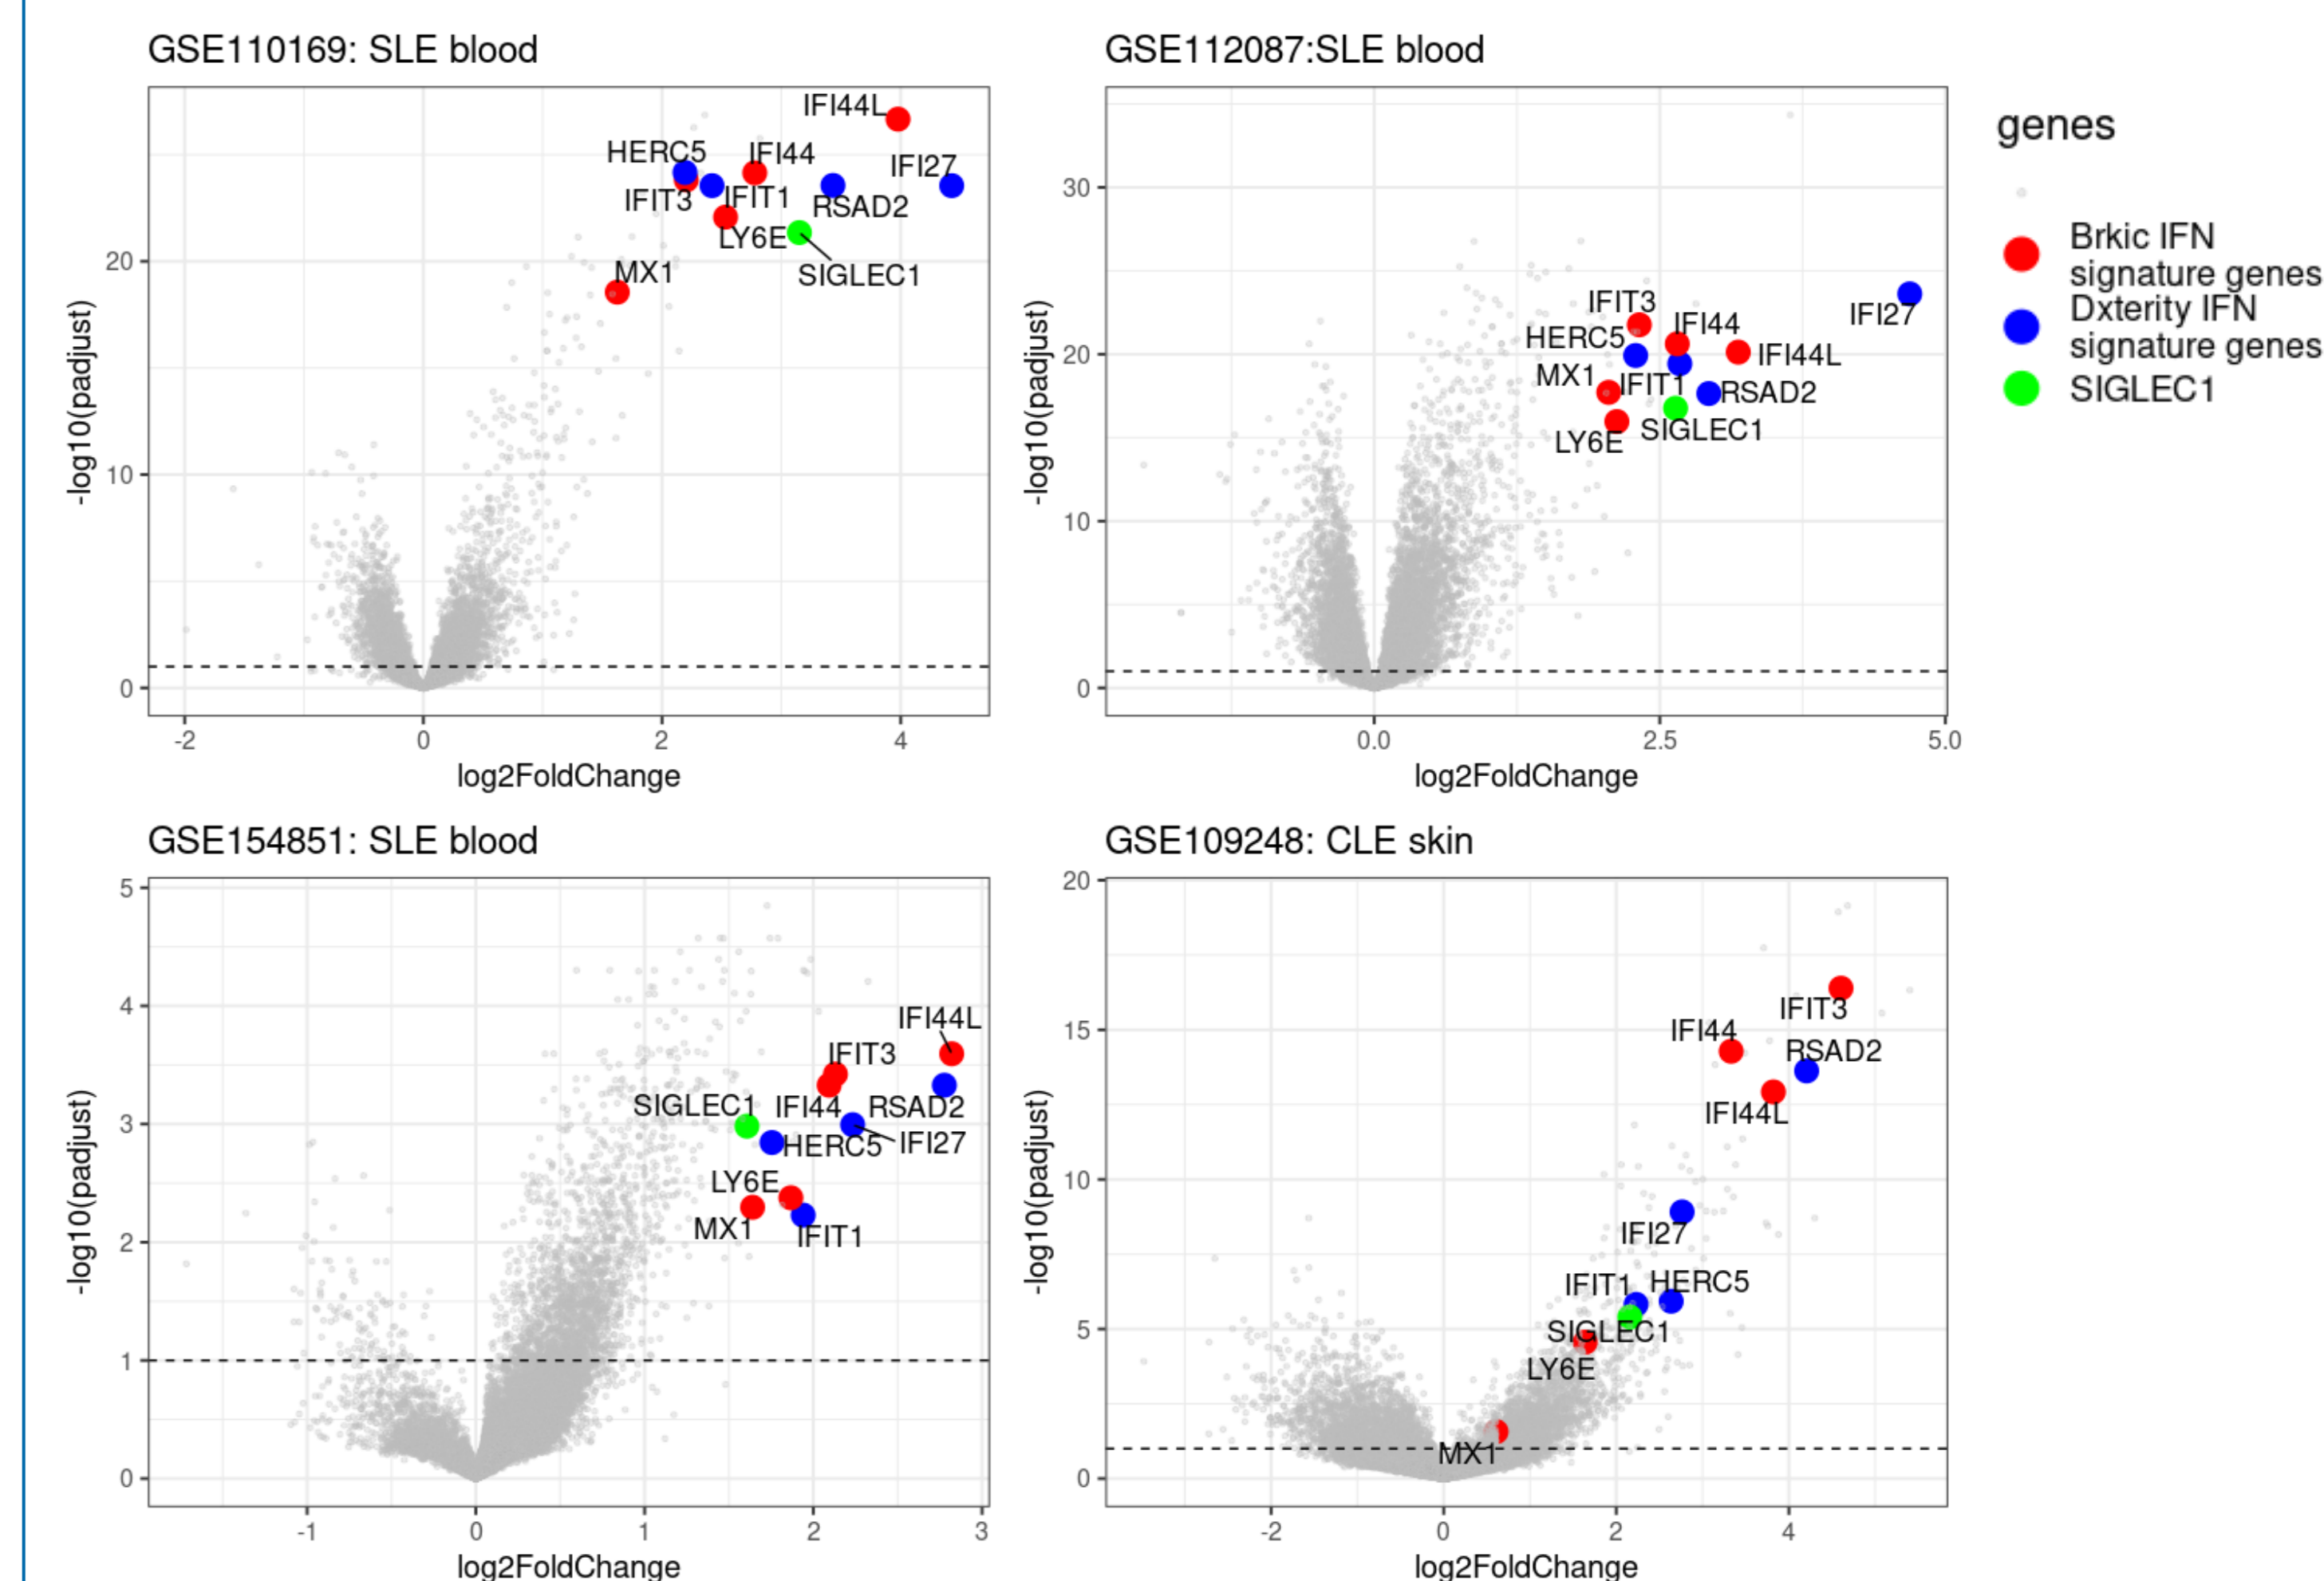 GSE110169: SLE blood
IFI44L
HERC5
IFI44
IFI27
IFIT3
IFIT1
RSAD2
LY6E
SIGLEC1
MX1
20
10
0
-log10(padjust)
-2
0
2
4
log2FoldChange
GSE112087:SLE blood
IFIT3
IFI27
HERC5
IFI44
IFI44L
MX1
IFIT1
RSAD2
LY6E
SIGLEC1
30
20
10
0
-log10(padjust)
0.0
2.5
5.0
log2FoldChange
genes
Brkic IFN
signature genes
Dxterity IFN
signature genes
SIGLEC1
GSE154851: SLE blood
IFI44L
IFIT3
SIGLEC1
IFI44
RSAD2
HERC5
IFI27
LY6E
MX1
IFIT1
5
4
3
2
1
0
-log10(padjust)
-1
0
1
2
3
log2FoldChange
GSE109248: CLE skin
IFIT3
IFI44
RSAD2
IFI44L
IFI27
IFIT1
HERC5
SIGLEC1
LY6E
MX1
20
15
10
5
0
-log10(padjust)
-2
0
2
4
log2FoldChange